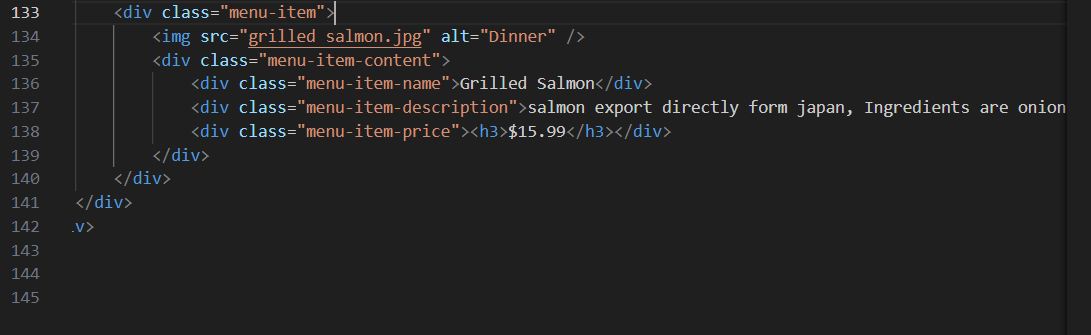 133 <div class="menu-item">
134 <img src="grilled salmon.jpg" alt="Dinner" />
135 <div class="menu-item-content">
136 <div class="menu-item-name">Grilled Salmon</div>
137 <div class="menu-item-description">salmon export directly form japan, Ingredients are onion
138 <div class="menu-item-price"><h3>$15.99</h3></div>
139 </div>
140 </div>
141 </div>
142 v>
143
144
145